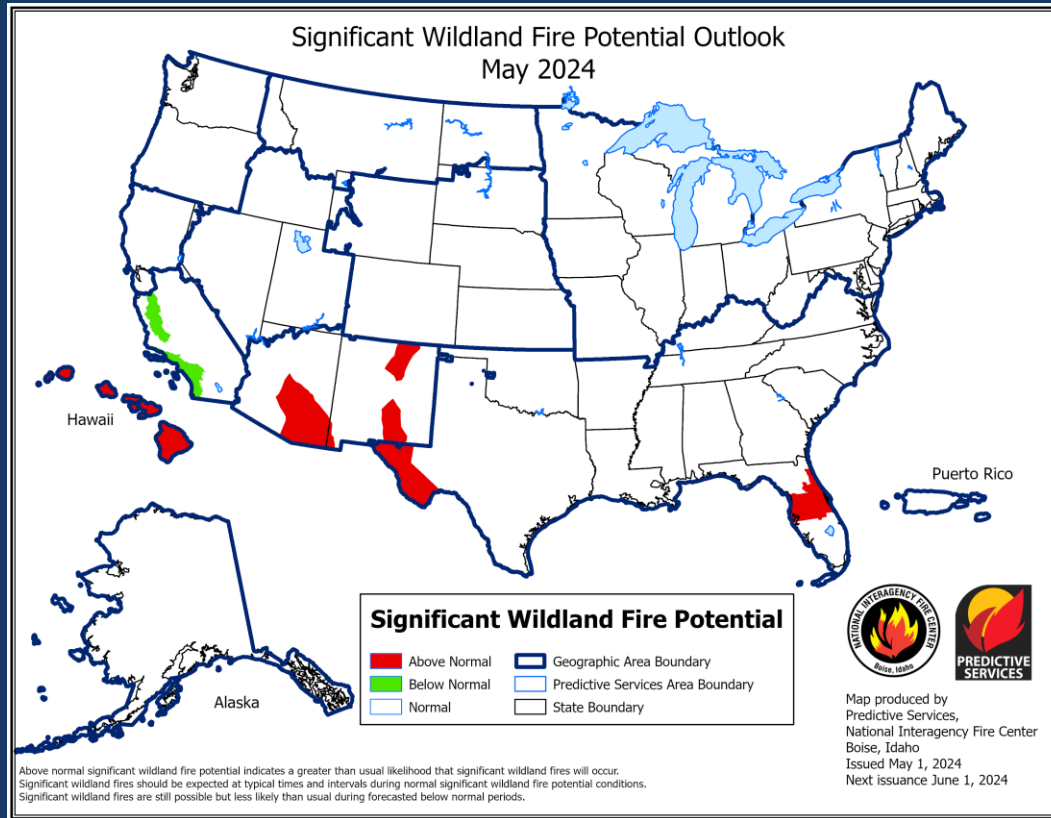 Significant Wildland Fire Potential Outlook
May 2024
Hawaii
Puerto Rico
Alaska
Significant Wildland Fire Potential
Above Normal
Below Normal
Normal
Geographic Area Boundary
Predictive Services Area Boundary
State Boundary
NATIONAL INTERAGENCY FIRE CENTER
Boise, Idaho
PREDICTIVE
SERVICES
Map produced by
Predictive Services,
National Interagency Fire Center
Boise, Idaho
Issued May 1, 2024
Next issuance June 1, 2024
Above normal significant wildland fire potential indicates a greater than usual likelihood that significant wildland fires will occur.
Significant wildland fires should be expected at typical times and intervals during normal significant wildland fire potential conditions.
Significant wildland fires are still possible but less likely than usual during forecasted below normal periods.